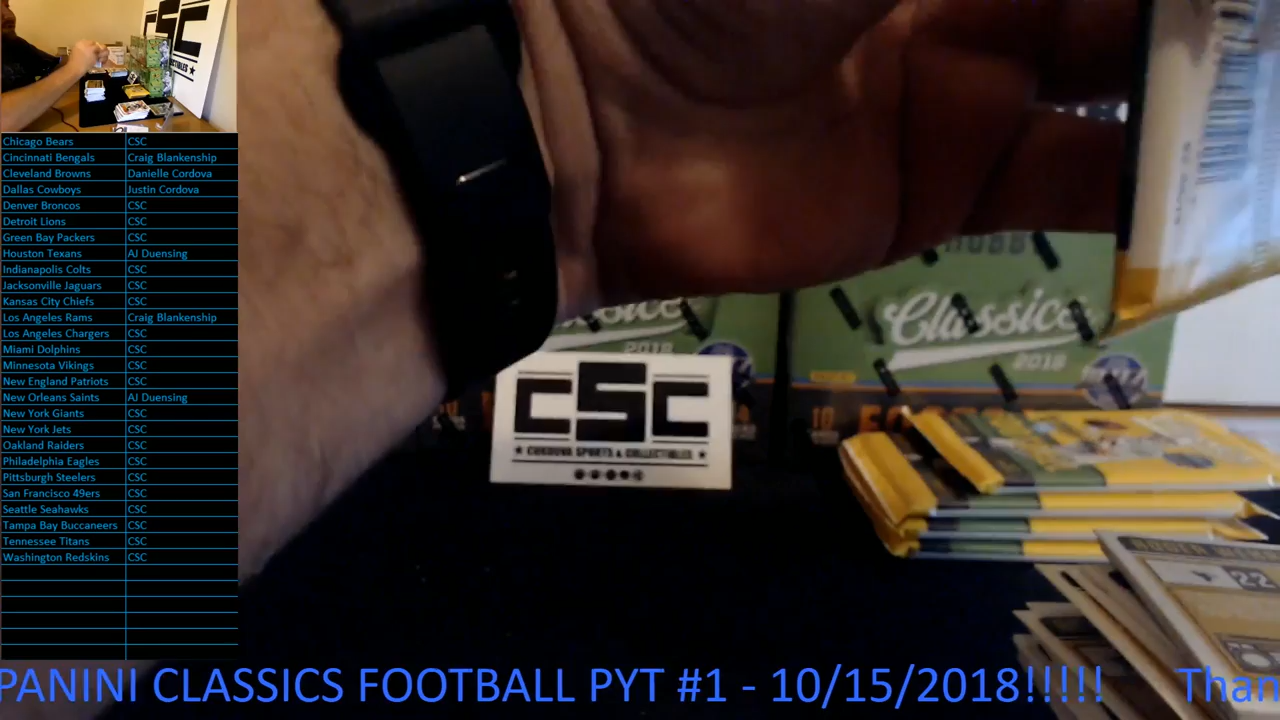 CSC
Chicago Bears CSC
Cincinnati Bengals Craig Blankenship
Cleveland Browns Danielle Cordova
Dallas Cowboys Justin Cordova
Denver Broncos CSC
Detroit Lions CSC
Green Bay Packers CSC
Houston Texans AJ Duensing
Indianapolis Colts CSC
Jacksonville Jaguars CSC
Kansas City Chiefs CSC
Los Angeles Rams Craig Blankenship
Los Angeles Chargers CSC
Miami Dolphins CSC
Minnesota Vikings CSC
New England Patriots CSC
New Orleans Saints AJ Duensing
New York Giants CSC
New York Jets CSC
Oakland Raiders CSC
Philadelphia Eagles CSC
Pittsburgh Steelers CSC
San Francisco 49ers CSC
Seattle Seahawks CSC
Tampa Bay Buccaneers CSC
Tennessee Titans CSC
Washington Redskins CSC
Classics
2018
2018
CSC
CORDOVA SPORTS & COLLECTIBLES
10
22
PANINI CLASSICS FOOTBALL PYT #1 - 10/15/2018!!!!! Than